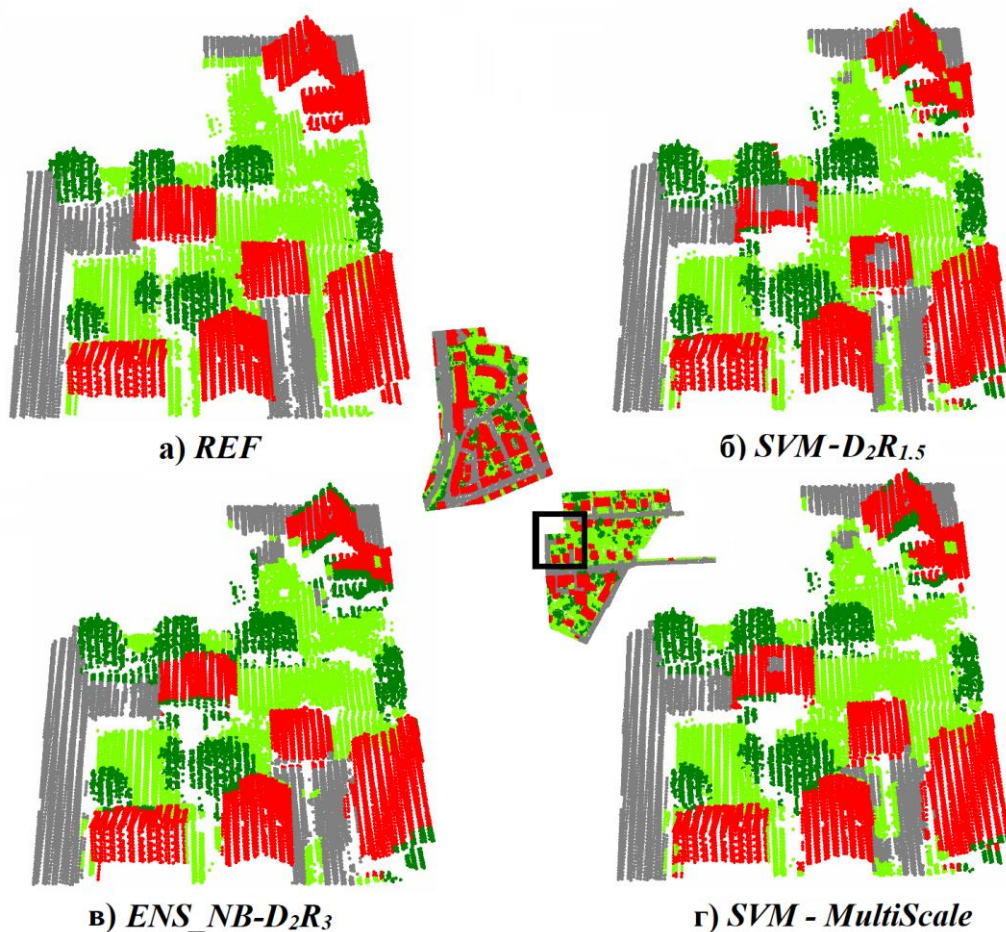 а) REF
б) SVM-D₂R₁.₅
в) ENS_NB-D₂R₃
г) SVM - MultiScale